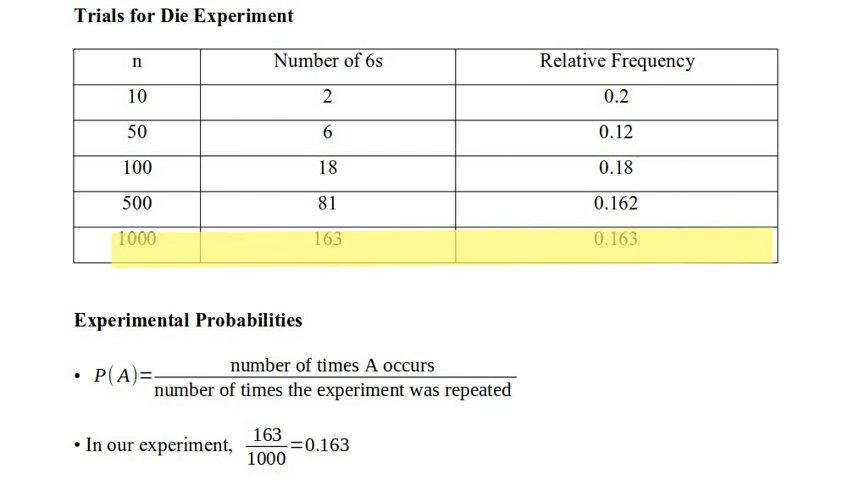 Trials for Die Experiment
n Number of 6s Relative Frequency
10 2 0.2
50 6 0.12
100 18 0.18
500 81 0.162
1000 163 0.163
Experimental Probabilities
• P(A)= number of times A occurs / number of times the experiment was repeated
• In our experiment, 163/1000 =0.163